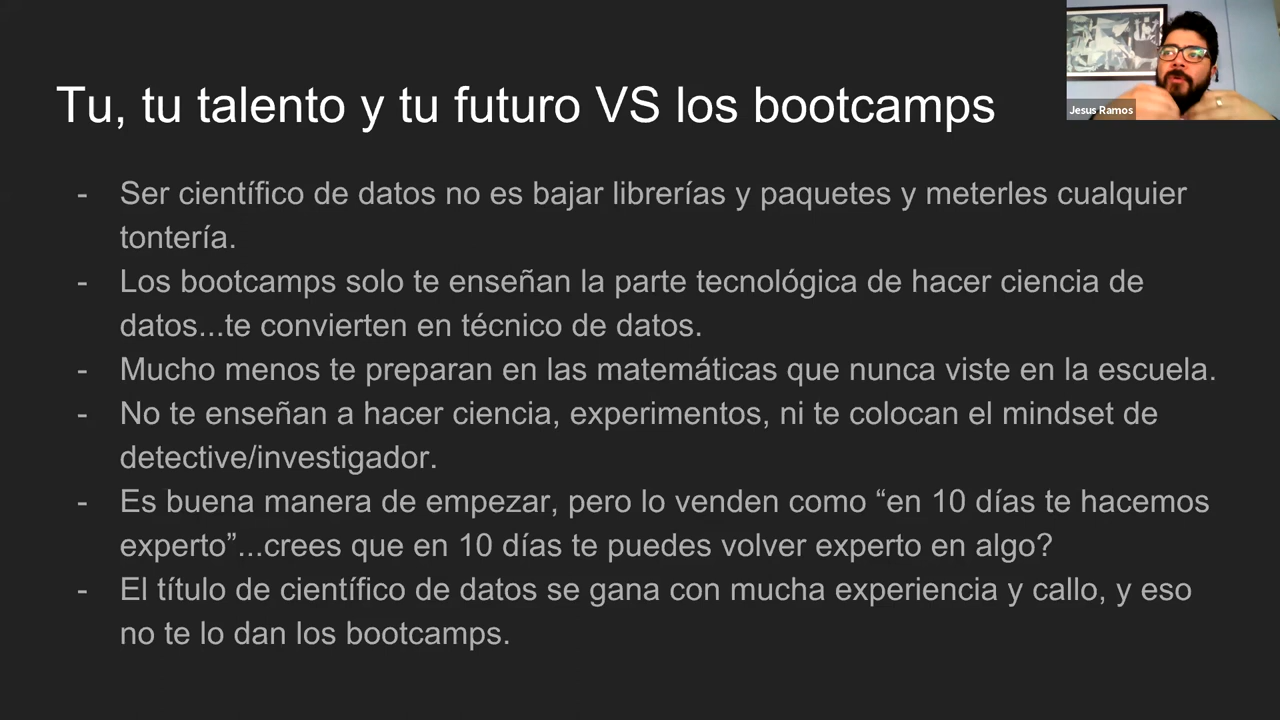 Tu, tu talento y tu futuro VS los bootcamps
Jesus Ramos
- Ser científico de datos no es bajar librerías y paquetes y meterles cualquier
tontería.
- Los bootcamps solo te enseñan la parte tecnológica de hacer ciencia de
datos...te convierten en técnico de datos.
- Mucho menos te preparan en las matemáticas que nunca viste en la escuela.
- No te enseñan a hacer ciencia, experimentos, ni te colocan el mindset de
detective/investigador.
- Es buena manera de empezar, pero lo venden como “en 10 días te hacemos
experto”...crees que en 10 días te puedes volver experto en algo?
- El título de científico de datos se gana con mucha experiencia y callo, y eso
no te lo dan los bootcamps.